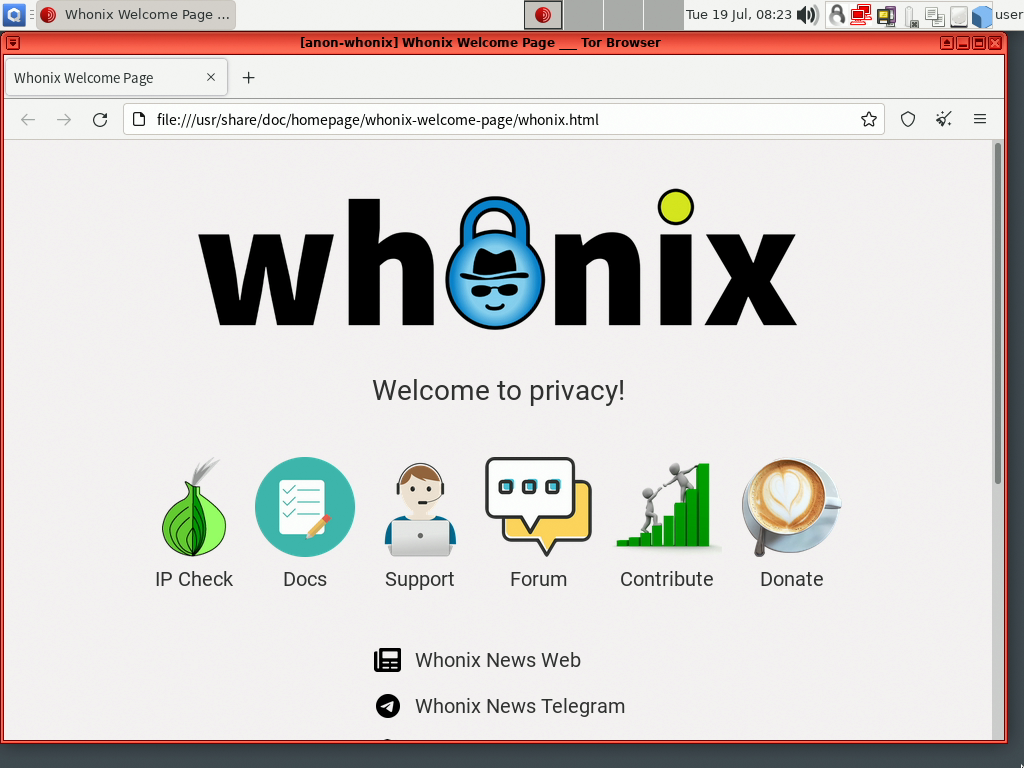 Whonix Welcome Page ...
Tue 19 Jul, 08:23
user
[anon-whonix] Whonix Welcome Page __ Tor Browser
Whonix Welcome Page
file:///usr/share/doc/homepage/whonix-welcome-page/whonix.html
whonix
Welcome to privacy!
IP Check
Docs
Support
Forum
Contribute
Donate
Whonix News Web
Whonix News Telegram